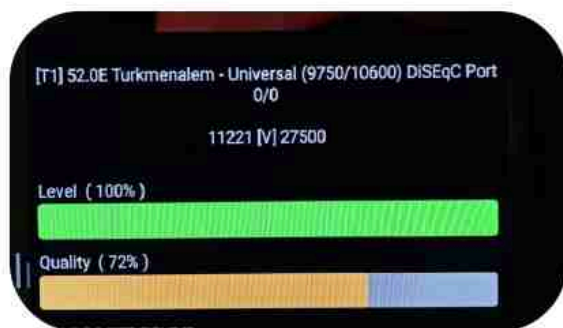 [T1] 52.0E Turkmenalem - Universal (9750/10600) DiSEqC Port
0/0
11221 [V] 27500
Level ( 100% )
Quality ( 72% )